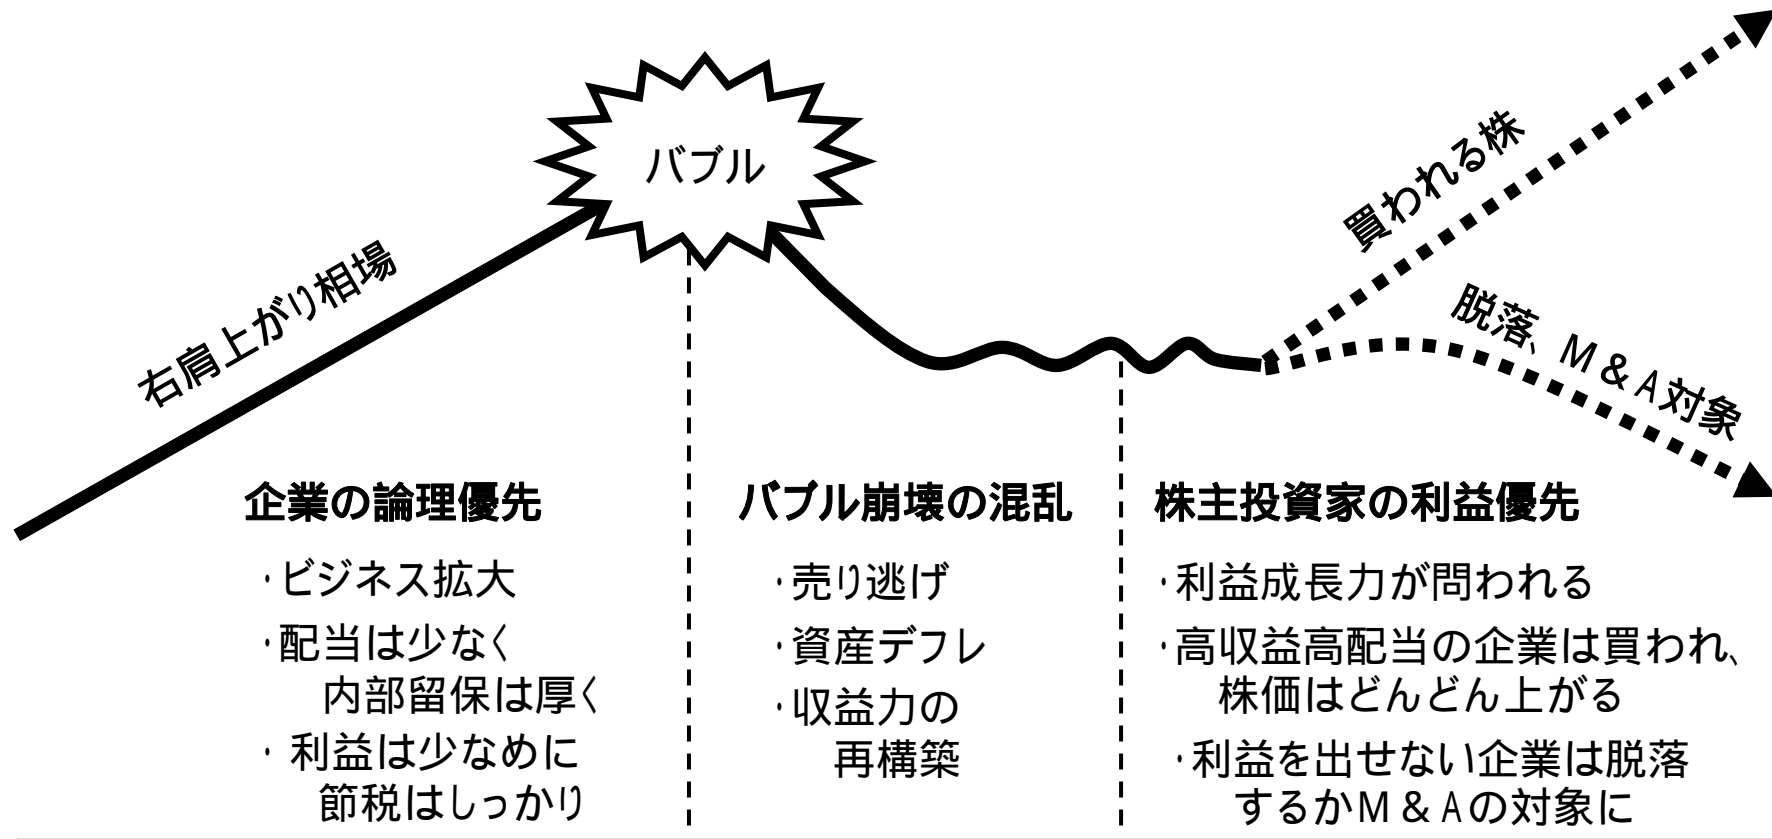 バブル
右肩上がり相場
買われる株
脱落、M&A対象
企業の論理優先
・ビジネス拡大
・配当は少なく
内部留保は厚く
・利益は少なめに
節税はしっかり
バブル崩壊の混乱
・売り逃げ
・資産デフレ
・収益力の
再構築
株主投資家の利益優先
・利益成長力が問われる
・高収益高配当の企業は買われ、
株価はどんどん上がる
・利益を出せない企業は脱落
するかM&Aの対象に